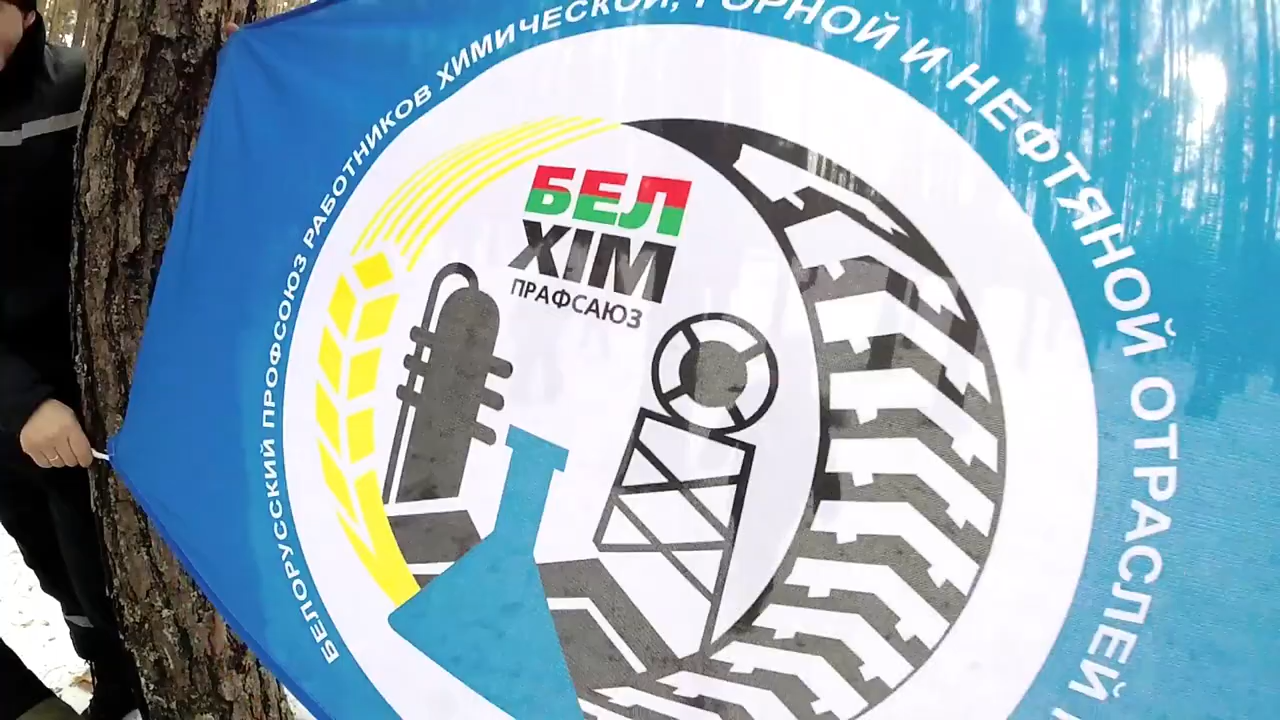 БЕЛОРУССКИЙ ПРОФСОЮЗ РАБОТНИКОВ ХИМИЧЕСКОЙ, ГОРНОЙ И НЕФТЯНОЙ ОТРАСЛЕЙ
БЕЛ
ХІМ
ПРАФСАЮЗ